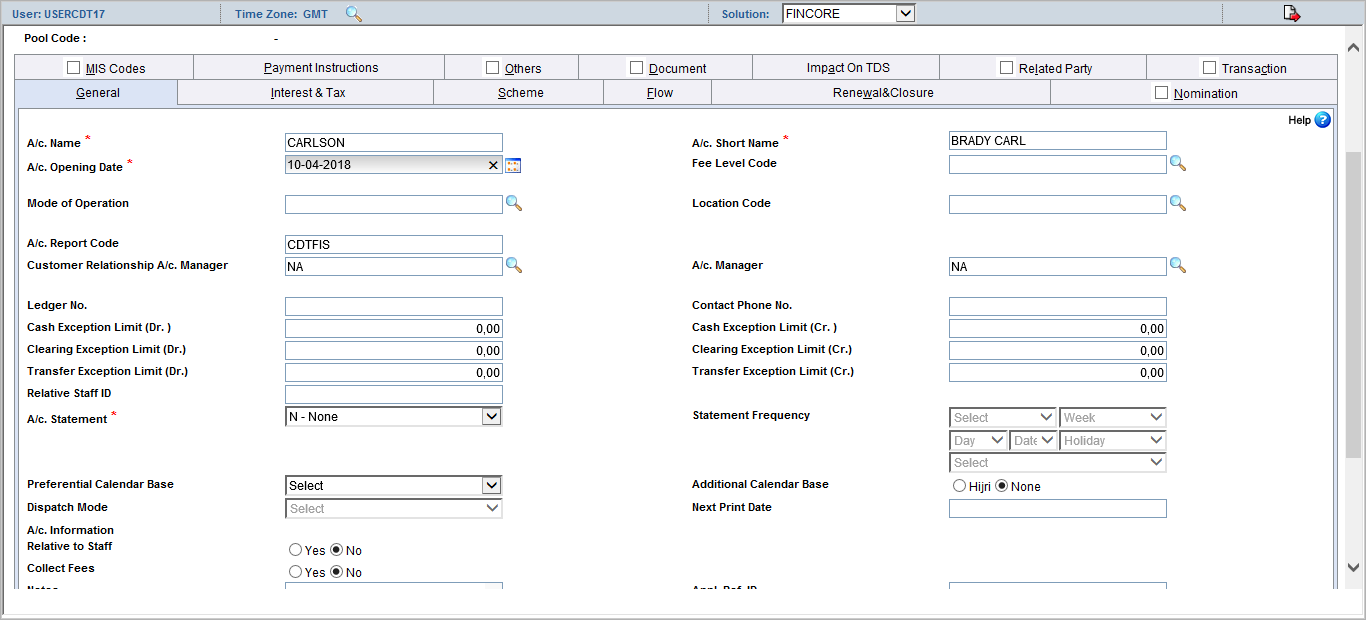 User: USERCDT17 Time Zone: GMT Solution: FINCORE
Pool Code : -
MIS Codes Payment Instructions Others Document Impact On TDS Related Party Transaction
General Interest & Tax Scheme Flow Renewal&Closure Nomination
Help ?
A/c. Name * CARLSON A/c. Short Name * BRADY CARL
A/c. Opening Date * 10-04-2018 Fee Level Code
Mode of Operation Location Code
A/c. Report Code CDTFIS
Customer Relationship A/c. Manager NA A/c. Manager NA
Ledger No. Contact Phone No.
Cash Exception Limit (Dr. ) 0,00 Cash Exception Limit (Cr. ) 0,00
Clearing Exception Limit (Dr.) 0,00 Clearing Exception Limit (Cr.) 0,00
Transfer Exception Limit (Dr.) 0,00 Transfer Exception Limit (Cr.) 0,00
Relative Staff ID
A/c. Statement * N - None Statement Frequency Select Week
Day Date Holiday
Select
Preferential Calendar Base Select Additional Calendar Base Hijri None
Dispatch Mode Select Next Print Date
A/c. Information
Relative to Staff Yes No
Collect Fees Yes No
Notes Appl. Ref. ID